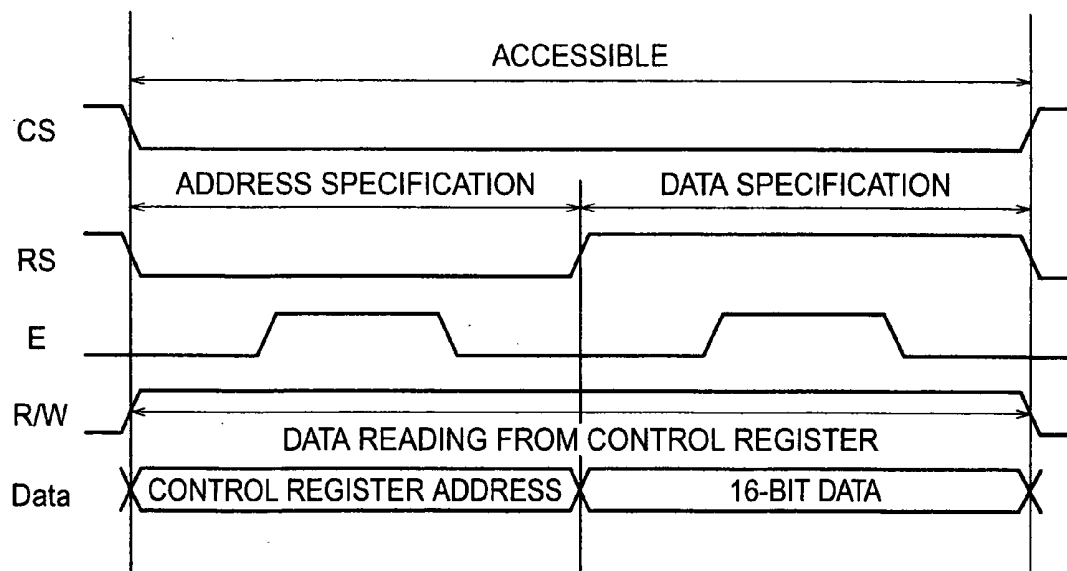 ACCESSIBLE
CS
ADDRESS SPECIFICATION DATA SPECIFICATION
RS
E
R/W
DATA READING FROM CONTROL REGISTER
Data CONTROL REGISTER ADDRESS 16-BIT DATA